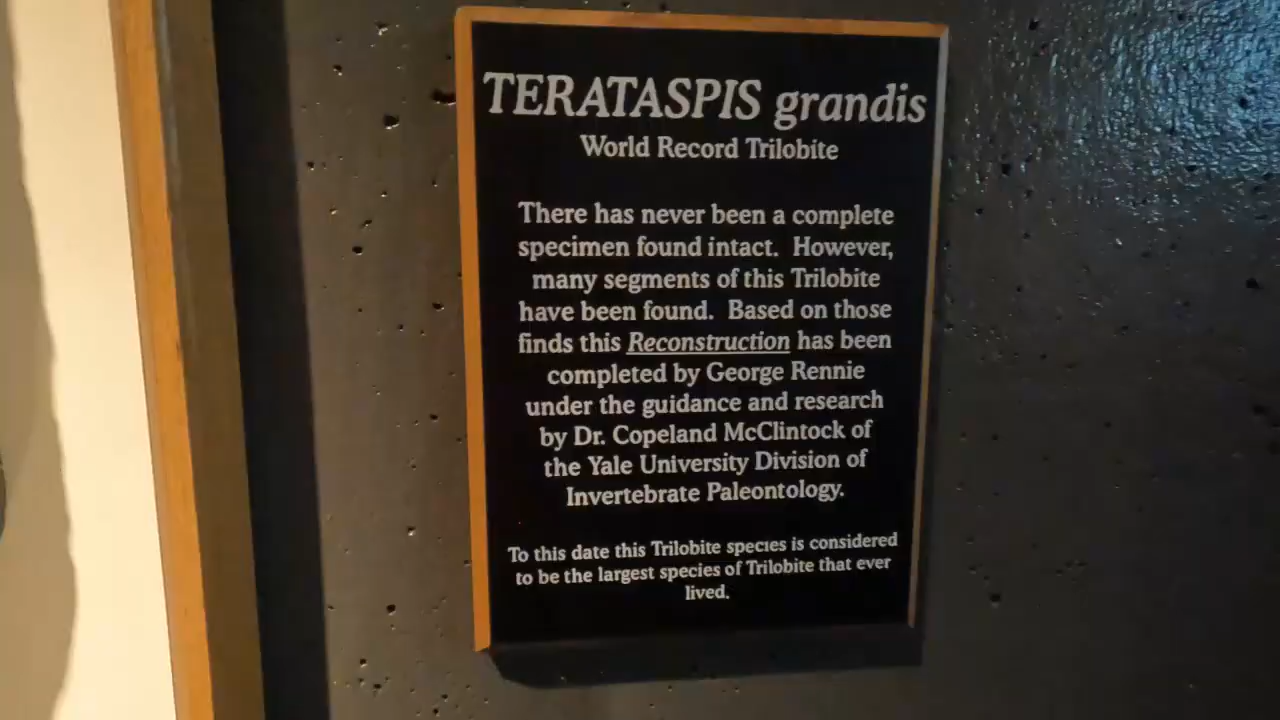 TERATASPIS grandis
World Record Trilobite
There has never been a complete
specimen found intact. However,
many segments of this Trilobite
have been found. Based on those
finds this Reconstruction has been
completed by George Rennie
under the guidance and research
by Dr. Copeland McClintock of
the Yale University Division of
Invertebrate Paleontology.
To this date this Trilobite species is considered
to be the largest species of Trilobite that ever
lived.